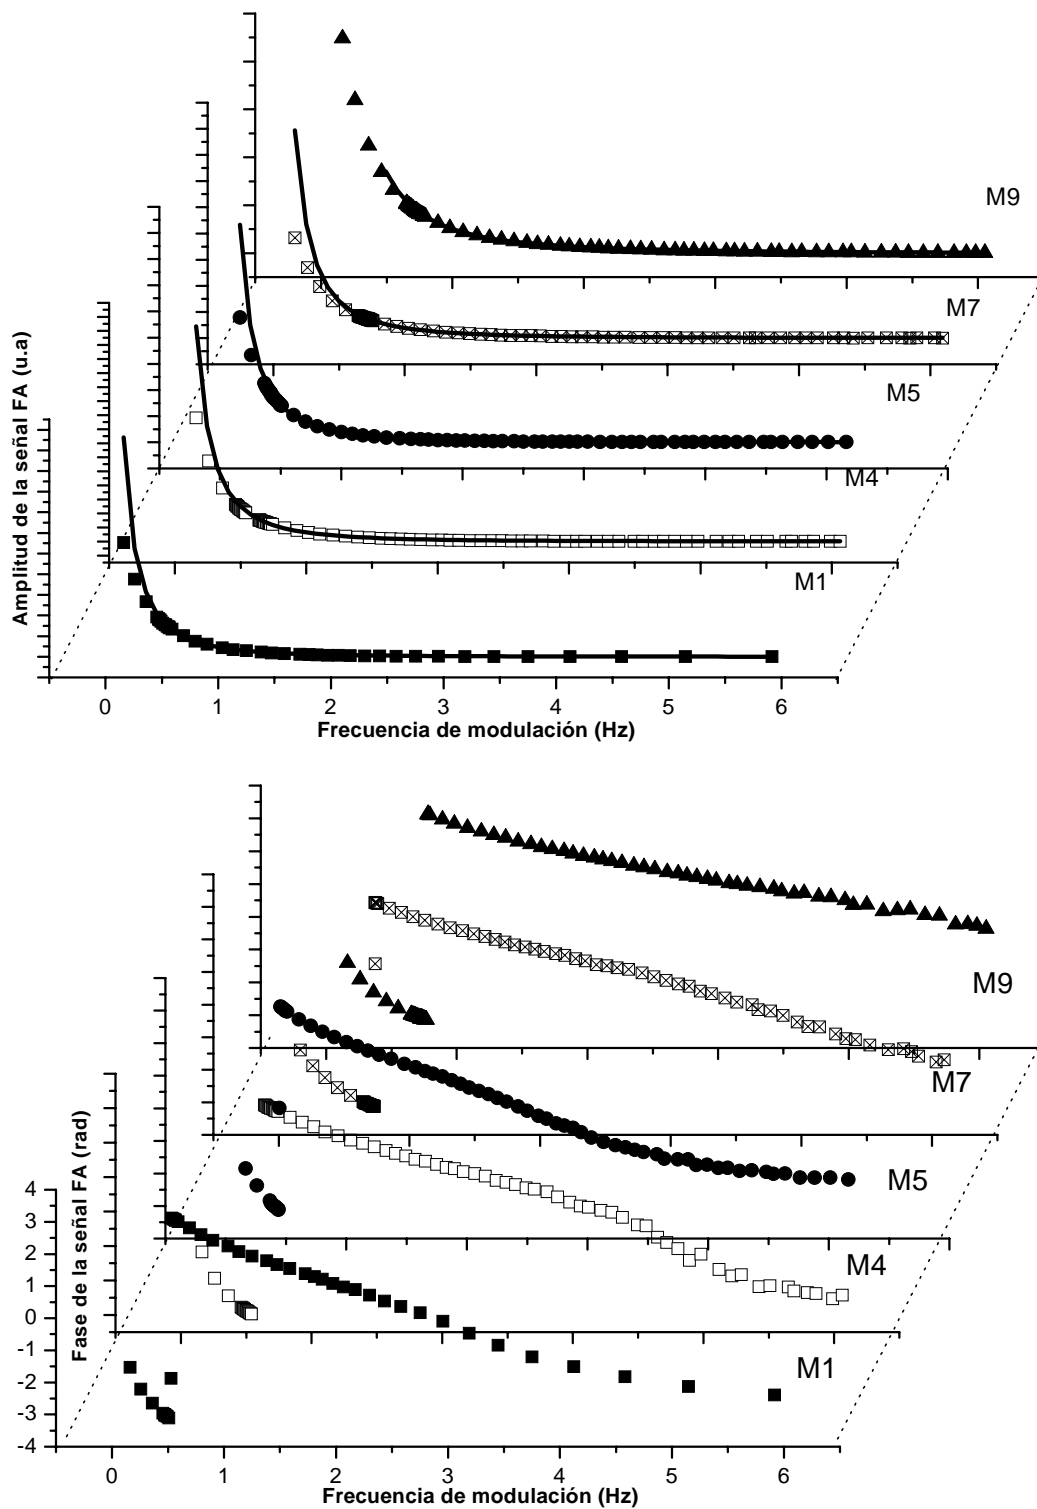 M9
M7
M5
M4
M1
Amplitud de la señal FA (u.a)
0 1 2 3 4 5 6
Frecuencia de modulación (Hz)
M9
M7
M5
M4
M1
Fase de la señal FA (rad)
4
3
2
1
0
-1
-2
-3
-4
0 1 2 3 4 5 6
Frecuencia de modulación (Hz)